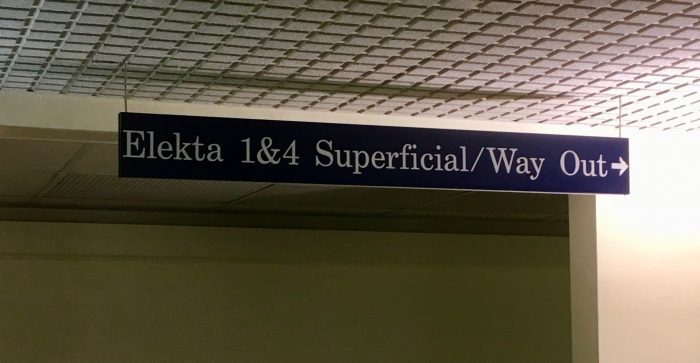 Elekta 1&4 Superficial/Way Out→